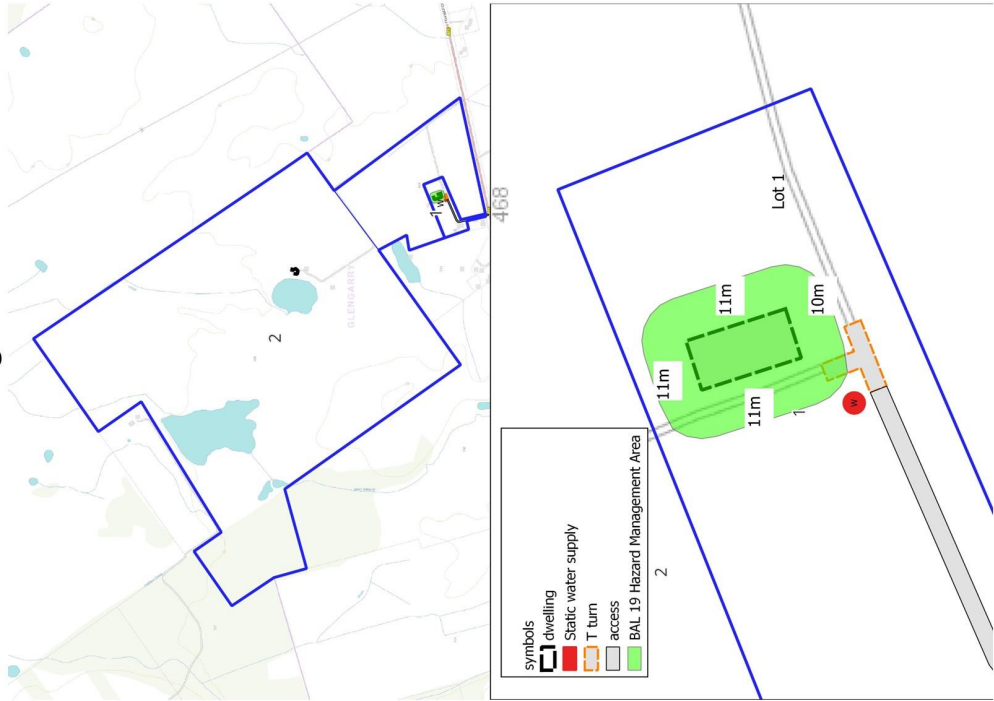 468
GLENGARRY
2
1
w
Lot 1
11m
10m
11m
11m
1
w
2
symbols
dwelling
Static water supply
T turn
access
BAL 19 Hazard Management Area